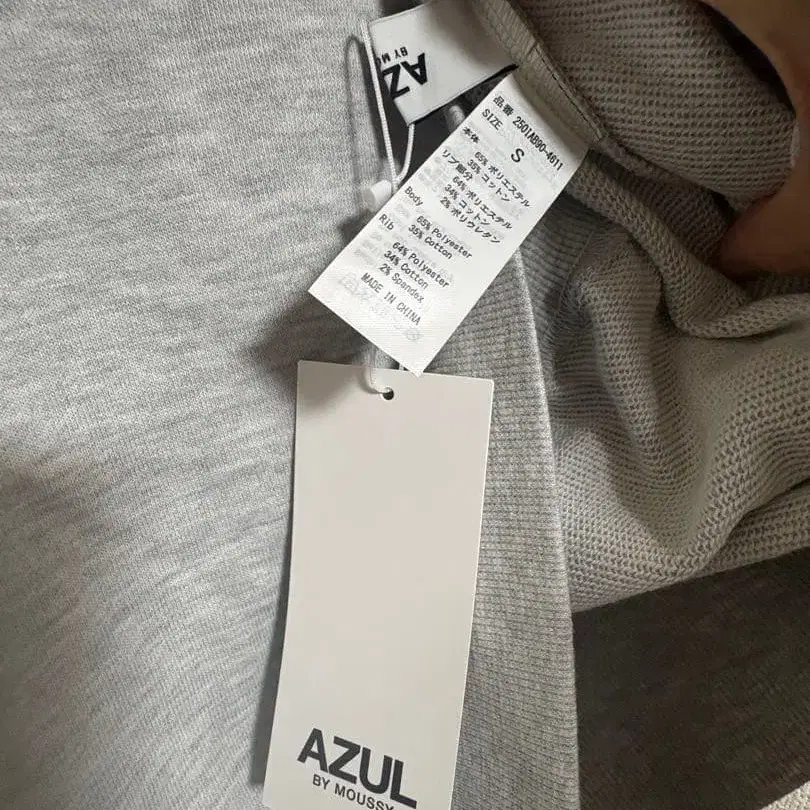 AZ
BY MO
品番 2501AB90-4611
SIZE S
本体
65% ポリエステル
35% コットン
リブ部分
64% ポリエステル
34% コットン
2% ポリウレタン
Body
65% Polyester
35% Cotton
Rib
64% Polyester
34% Cotton
2% Spandex
MADE IN CHINA
AZUL
BY MOUSSY